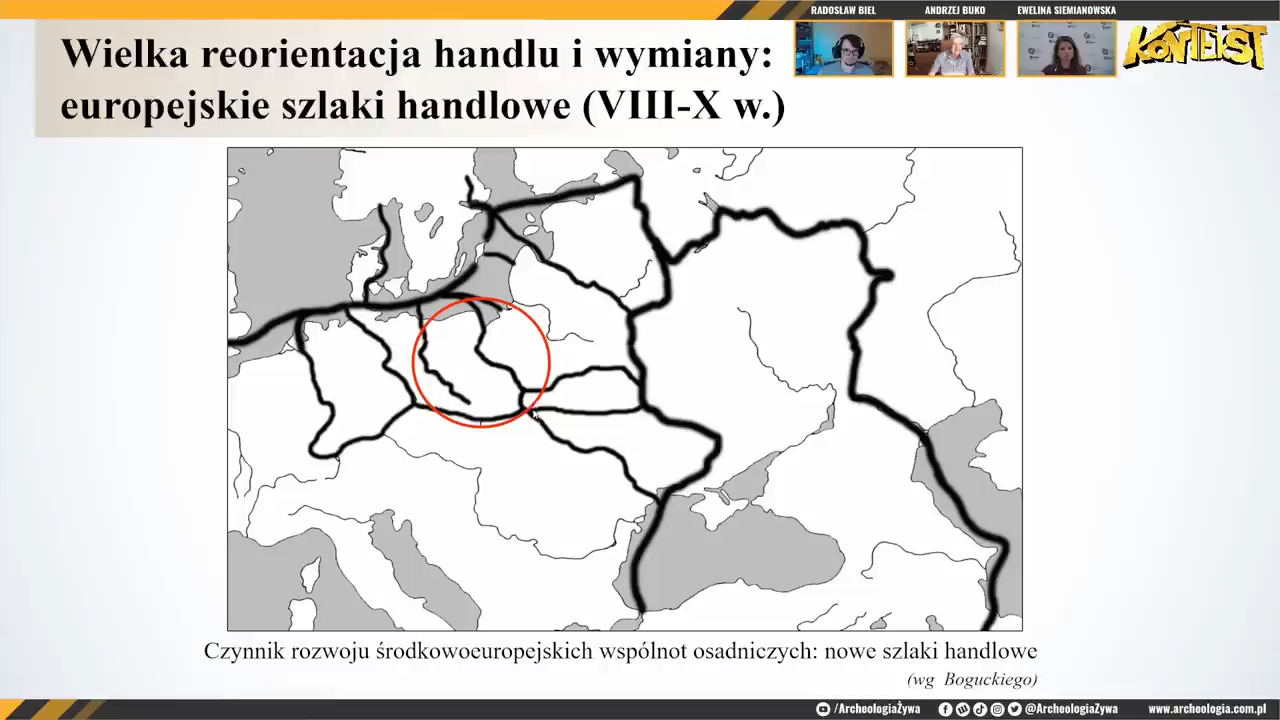 RADOSŁAW BIEL
ANDRZEJ BUKO
EWELINA SIEMIANOWSKA
KONTEKST
Wielka reorientacja handlu i wymiany:
europejskie szlaki handlowe (VIII-X w.)
Czynnik rozwoju środkowoeuropejskich wspólnot osadniczych: nowe szlaki handlowe
(wg Boguckiego)
/ArcheologiaŻywa
@ArcheologiaŻywa
www.archeologia.com.pl